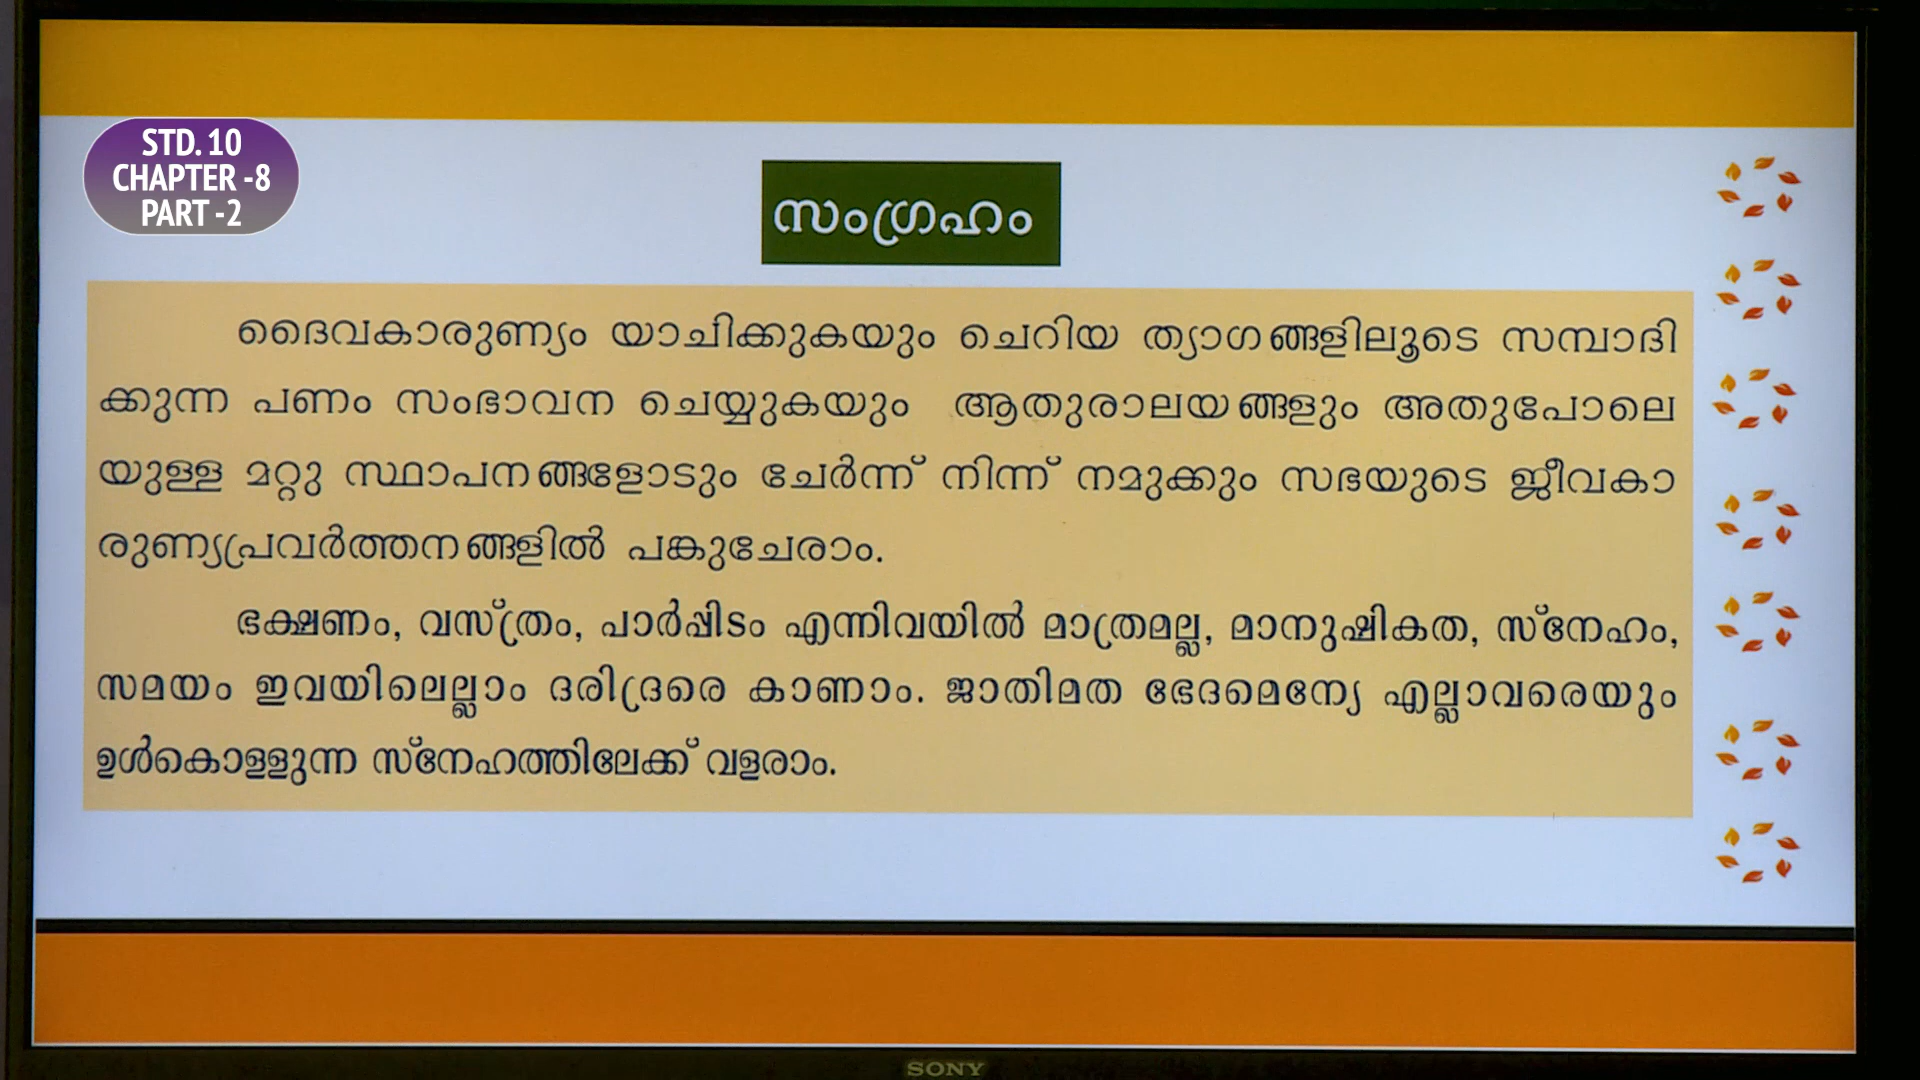 STD. 10
CHAPTER -8
PART -2
സംഗ്രഹം
ദൈവകാരുണ്യം യാചിക്കുകയും ചെറിയ ത്യാഗങ്ങളിലൂടെ സമ്പാദി
ക്കുന്ന പണം സംഭാവന ചെയ്യുകയും ആതുരാലയങ്ങളും അതുപോലെ
യുള്ള മറ്റു സ്ഥാപനങ്ങളോടും ചേർന്ന് നിന്ന് നമുക്കും സഭയുടെ ജീവകാ
രുണ്യപ്രവർത്തനങ്ങളിൽ പങ്കുചേരാം.
ഭക്ഷണം, വസ്ത്രം, പാർപ്പിടം എന്നിവയിൽ മാത്രമല്ല, മാനുഷികത, സ്നേഹം,
സമയം ഇവയിലെല്ലാം ദരിദ്രരെ കാണാം. ജാതിമത ഭേദമെന്യേ എല്ലാവരെയും
ഉൾകൊള്ളുന്ന സ്നേഹത്തിലേക്ക് വളരാം.
SONY